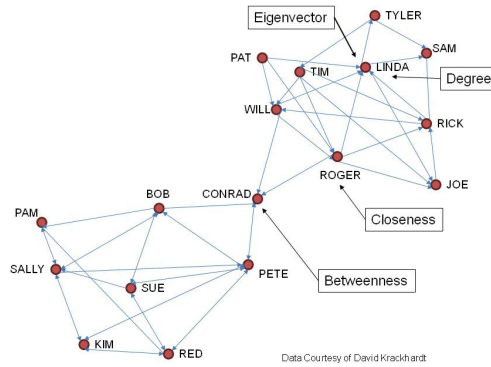 TYLER
Eigenvector
SAM
PAT
TIM
LINDA
Degree
WILL
RICK
ROGER
JOE
BOB
CONRAD
PAM
Closeness
SALLY
PETE
Betweenness
SUE
KIM
RED
Data Courtesy of David Krackhardt